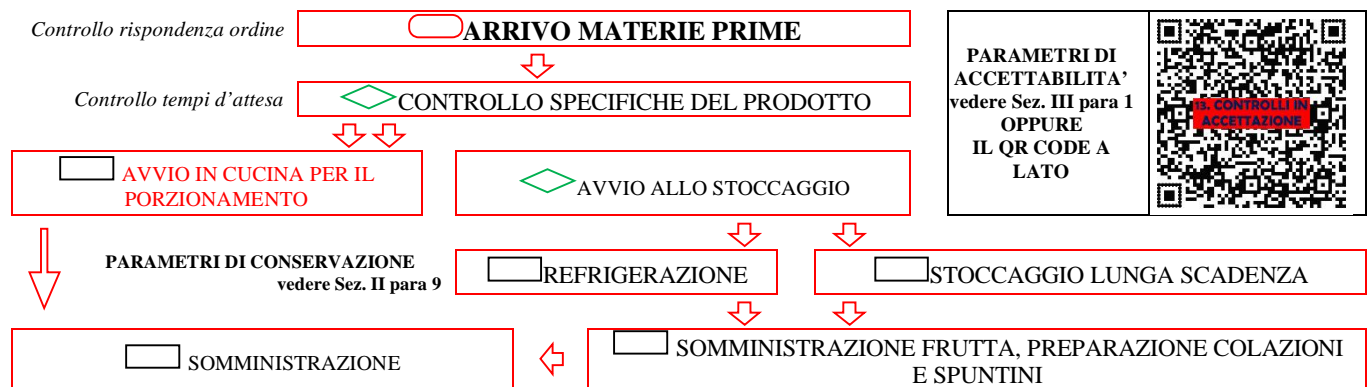 Controllo rispondenza ordine
ARRIVO MATERIE PRIME
PARAMETRI DI
ACCETTABILITA’
vedere Sez. III para 1
OPPURE
IL QR CODE A
LATO
13. CONTROLLI IN
ACCETTAZIONE
Controllo tempi d'attesa
CONTROLLO SPECIFICHE DEL PRODOTTO
AVVIO IN CUCINA PER IL
PORZIONAMENTO
AVVIO ALLO STOCCAGGIO
PARAMETRI DI CONSERVAZIONE
vedere Sez. II para 9
REFRIGERAZIONE
STOCCAGGIO LUNGA SCADENZA
SOMMINISTRAZIONE
SOMMINISTRAZIONE FRUTTA, PREPARAZIONE COLAZIONI
E SPUNTINI